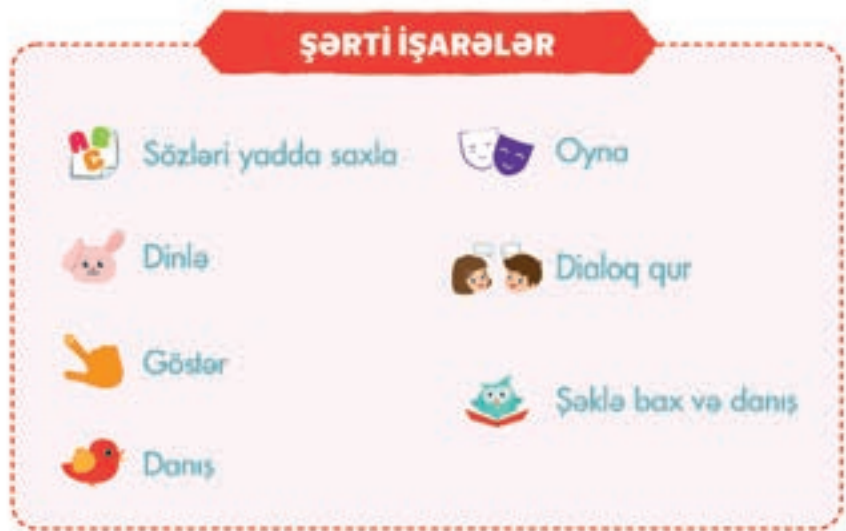 ŞƏRTİ İŞARƏLƏR
Sözləri yadda saxla
Dinlə
Göstər
Danış
Oyna
Dialoq qur
Şəklə bax və danış